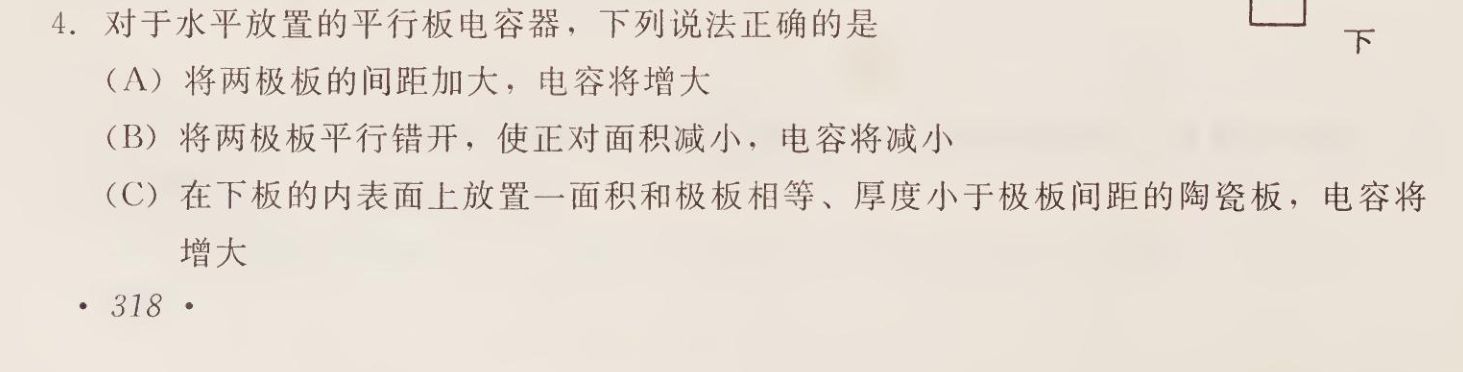 下
4. 对于水平放置的平行板电容器，下列说法正确的是
（A）将两极板的间距加大，电容将增大
（B）将两极板平行错开，使正对面积减小，电容将减小
（C）在下板的内表面上放置一面积和极板相等、厚度小于极板间距的陶瓷板，电容将
增大
· 318 ·